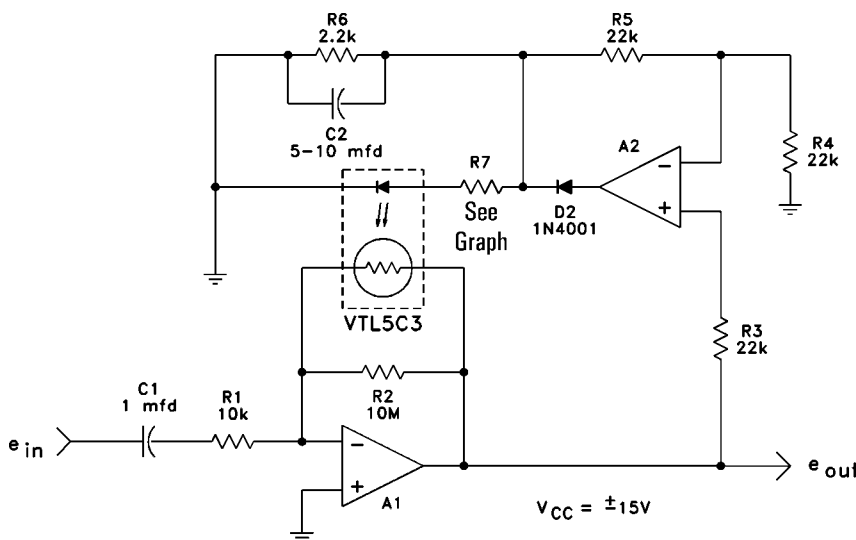 R6
2.2k
R5
22k
C2
5-10 mfd
A2
R4
22k
R7
See
Graph
D2
1N4001
-
+
VTL5C3
R3
22k
C1
1 mfd
R1
10k
R2
10M
e in
-
+
A1
e out
VCC = ±15V